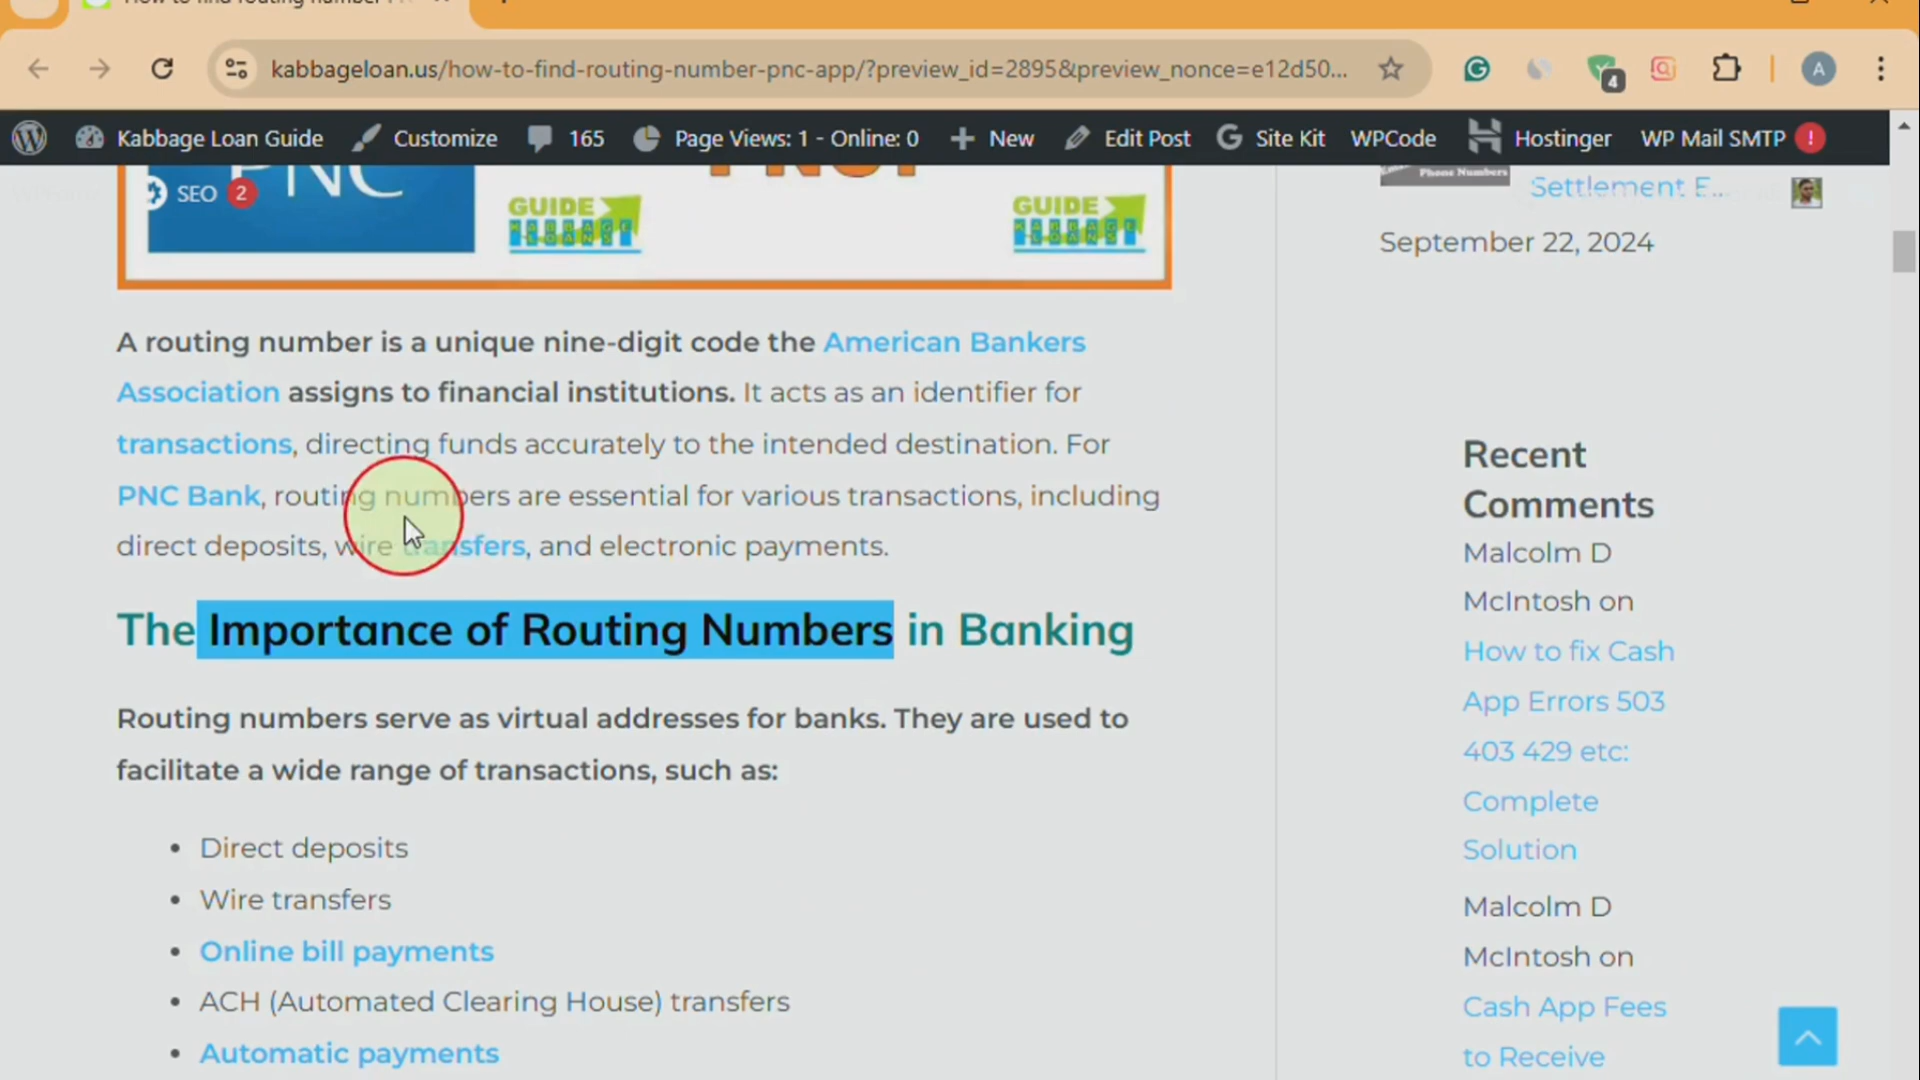 kabbageloan.us/how-to-find-routing-number-pnc-app/?preview_id=2895&preview_nonce=e12d50...
4
A
Kabbage Loan Guide
Customize
165
Page Views: 1 - Online: 0
New
Edit Post
Site Kit
WPCode
Hostinger
WP Mail SMTP
!
SEO 2
PNC
GUIDE
GUIDE
Phone Numbers
Settlement E...
September 22, 2024
A routing number is a unique nine-digit code the American Bankers
Association assigns to financial institutions. It acts as an identifier for
transactions, directing funds accurately to the intended destination. For
PNC Bank, routing numbers are essential for various transactions, including
direct deposits, wire transfers, and electronic payments.
The Importance of Routing Numbers in Banking
Routing numbers serve as virtual addresses for banks. They are used to
facilitate a wide range of transactions, such as:
• Direct deposits
• Wire transfers
• Online bill payments
• ACH (Automated Clearing House) transfers
• Automatic payments
Recent
Comments
Malcolm D
McIntosh on
How to fix Cash
App Errors 503
403 429 etc:
Complete
Solution
Malcolm D
McIntosh on
Cash App Fees
to Receive